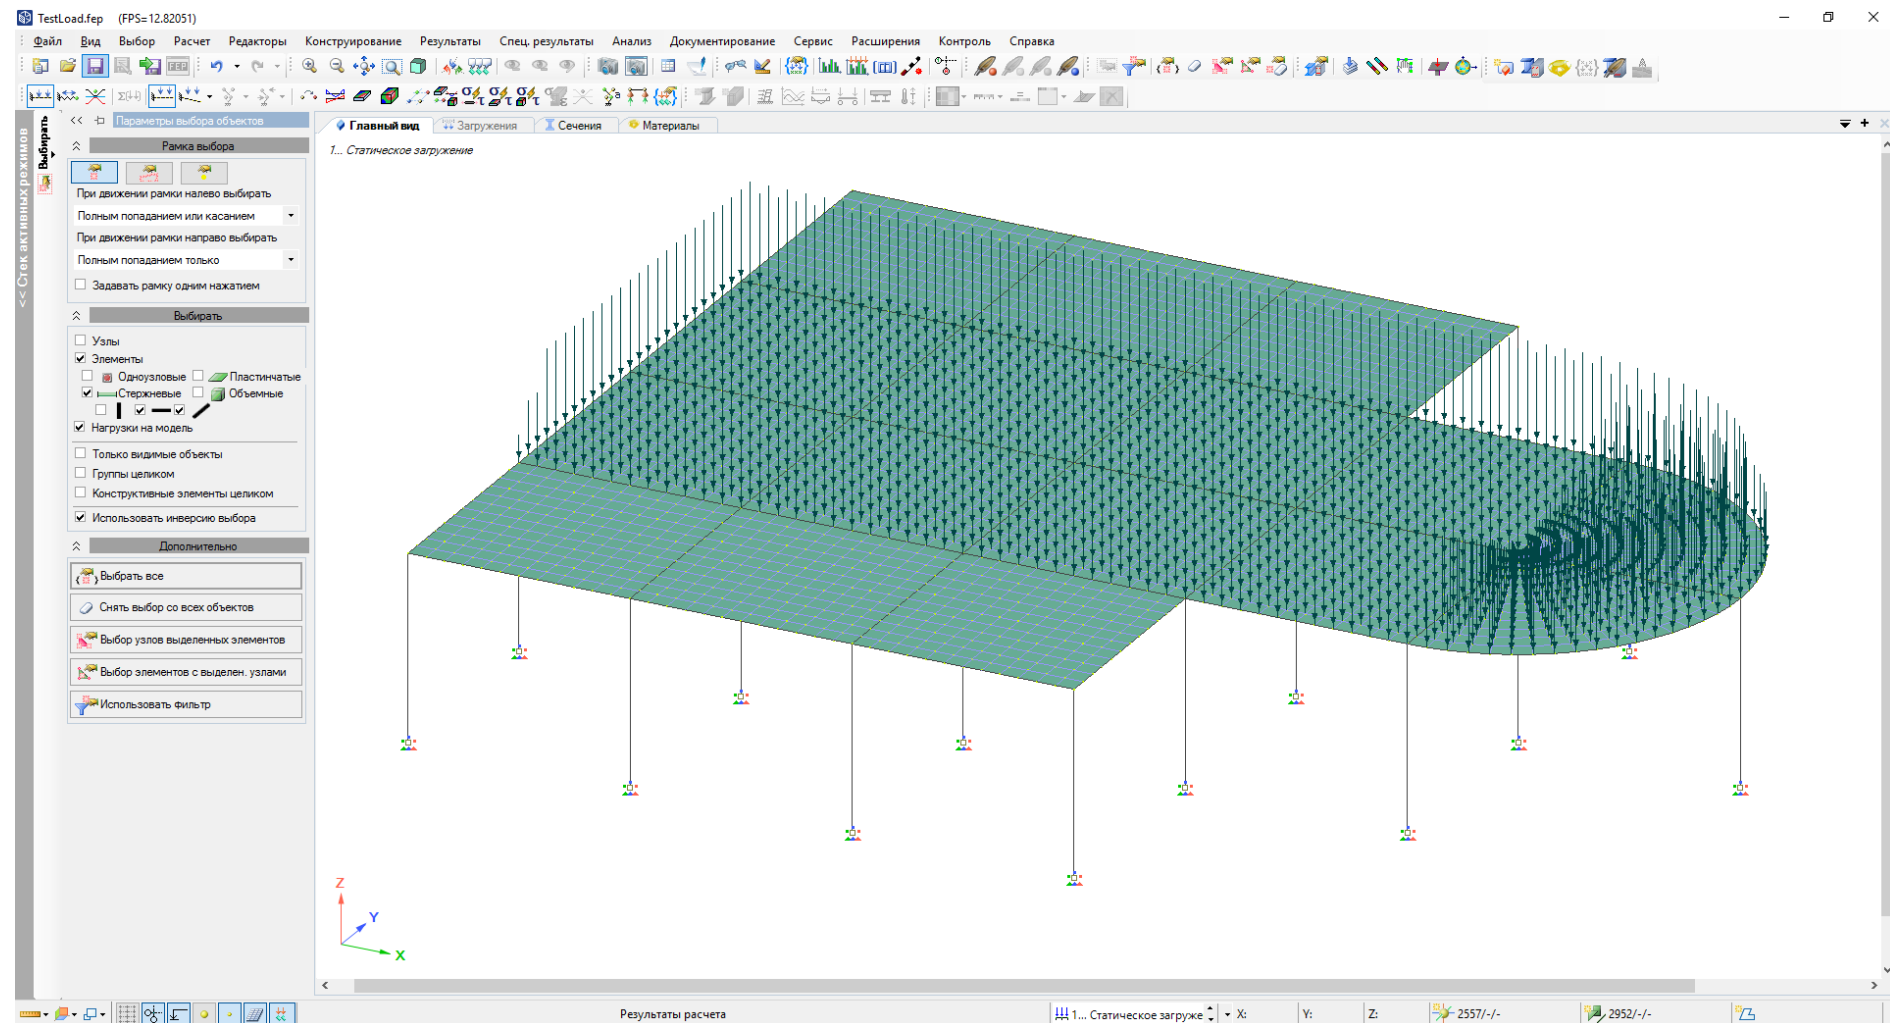 TestLoad.fep (FPS=12.82051)
Файл Вид Выбор Расчет Редакторы Конструирование Результаты Спец. результаты Анализ Документирование Сервис Расширения Контроль Справка
<< Параметры выбора объектов
Главный вид Загружения Сечения Материалы
<< Стек активных режимов
Выбирать
1... Статическое загружение
Рамка выбора
При движении рамки налево выбирать
Полным попаданием или касанием
При движении рамки направо выбирать
Полным попаданием только
Задавать рамку одним нажатием
Выбирать
Узлы
Элементы
Одноузловые Пластинчатые
Стержневые Объемные
Нагрузки на модель
Только видимые объекты
Группы целиком
Конструктивные элементы целиком
Использовать инверсию выбора
Дополнительно
Выбрать все
Снять выбор со всех объектов
Выбор узлов выделенных элементов
Выбор элементов с выделен. узлами
Использовать фильтр
Z
Y
X
Результаты расчета 1... Статическое загруже X: Y: Z: 2557/-/- 2952/-/-